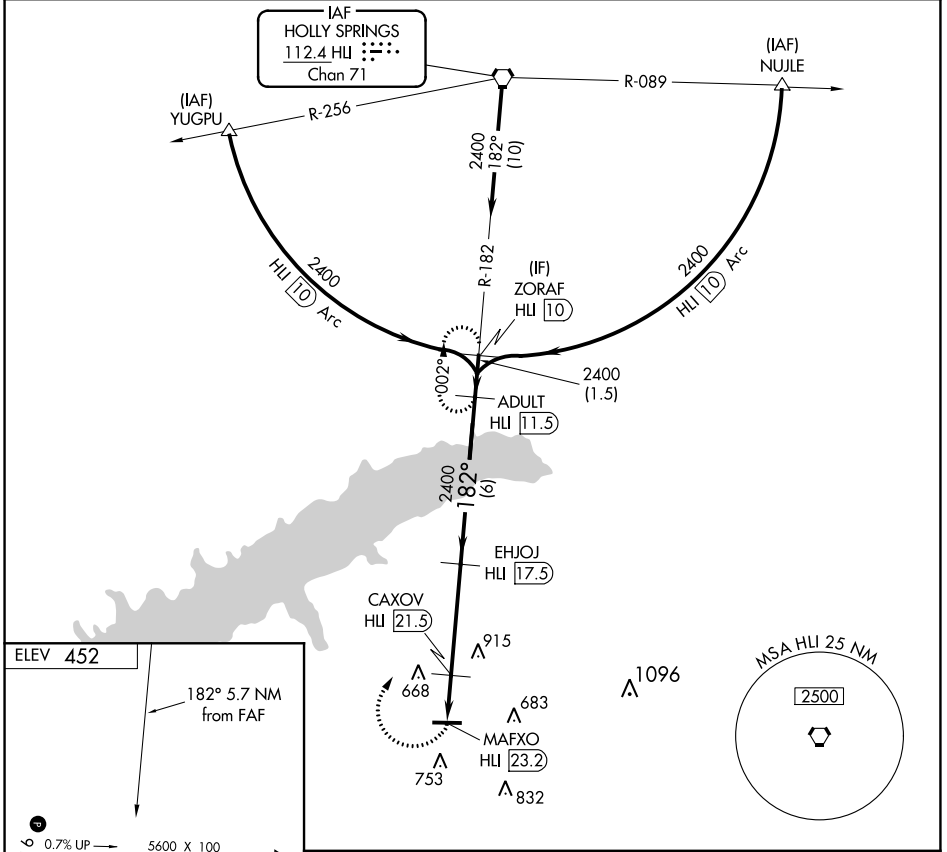 IAF
HOLLY SPRINGS
112.4 HLI
Chan 71
(IAF)
NUJLE
R-089
(IAF)
YUGPU
R-256
2400
182°
(10)
R-182
2400
HLI 10 Arc
2400
HLI 10 Arc
(IF)
ZORAF
HLI 10
002°
2400
(1.5)
ADULT
HLI 11.5
2400
182°
(6)
EHJOJ
HLI 17.5
CAXOV
HLI 21.5
915
668
1096
683
MAFXO
HLI 23.2
753
832
MSA HLI 25 NM
2500
ELEV 452
182° 5.7 NM
from FAF
P
9
0.7% UP
5600 X 100